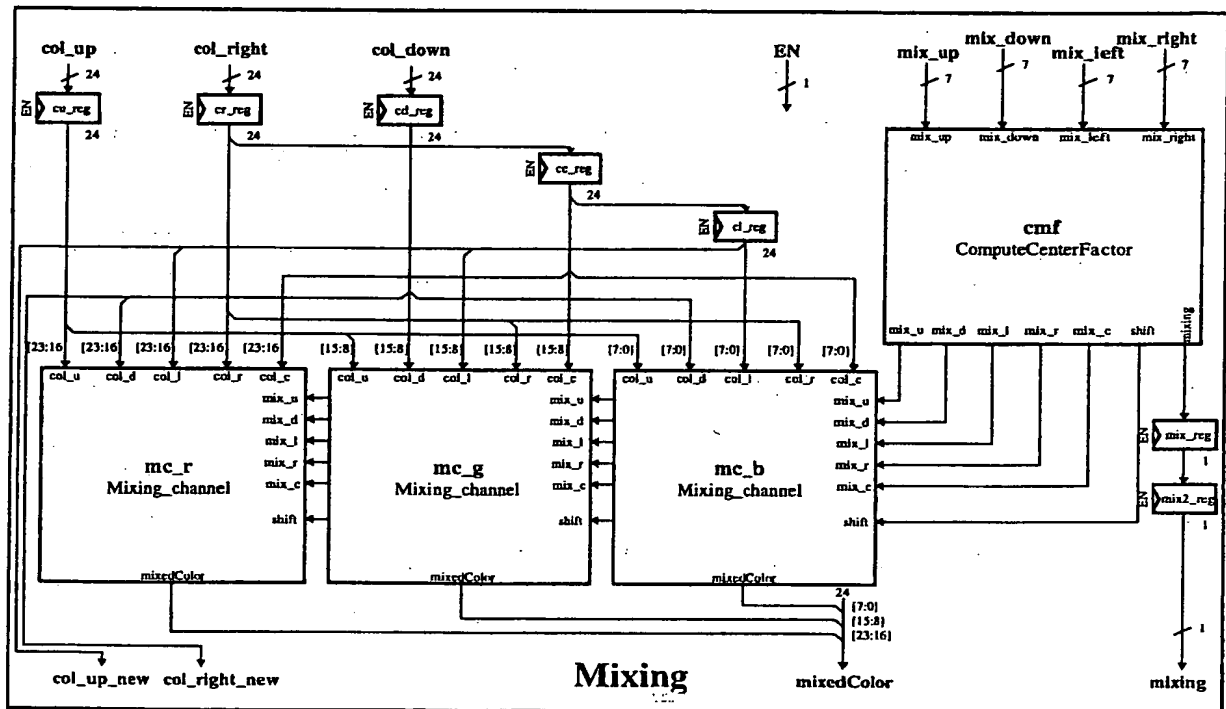 col_up col_right col_down EN mix_up mix_down mix_left mix_right
24 24 24 1 7 7 7 7
EN cu_reg EN cr_reg EN cd_reg
24 24 24
mix_up mix_down mix_left mix_right
EN cc_reg
24
EN cl_reg
24
cmf
ComputeCenterFactor
mix_u mix_d mix_l mix_r mix_c shift mixing
[23:16] [23:16] [23:16] [23:16] [23:16] [15:8] [15:8] [15:8] [15:8] [15:8] [7:0] [7:0] [7:0] [7:0] [7:0]
col_u col_d col_l col_r col_c col_u col_d col_l col_r col_c col_u col_d col_l col_r col_c
mix_u mix_u mix_u
mix_d mix_d mix_d
mix_l mix_l mix_l
mix_r mix_r mix_r
mix_c mix_c mix_c
shift shift shift
mc_r
Mixing_channel
mc_g
Mixing_channel
mc_b
Mixing_channel
EN mix_reg
1
EN mix2_reg
1
mixedColor mixedColor mixedColor
24
[7:0]
[15:8]
[23:16]
1
col_up_new col_right_new Mixing mixedColor mixing